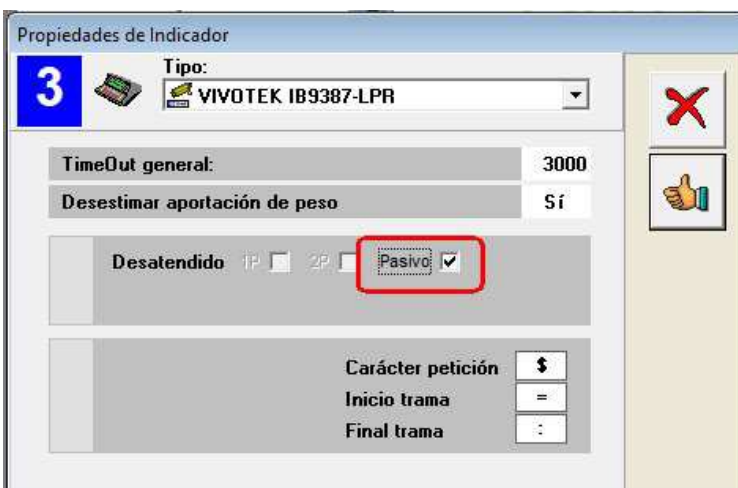 Propiedades de Indicador
3
Tipo:
VIVOTEK IB9387-LPR
TimeOut general: 3000
Desestimar aportación de peso Sí
Desatendido 1P 2P Pasivo
Carácter petición $
Inicio trama =
Final trama :